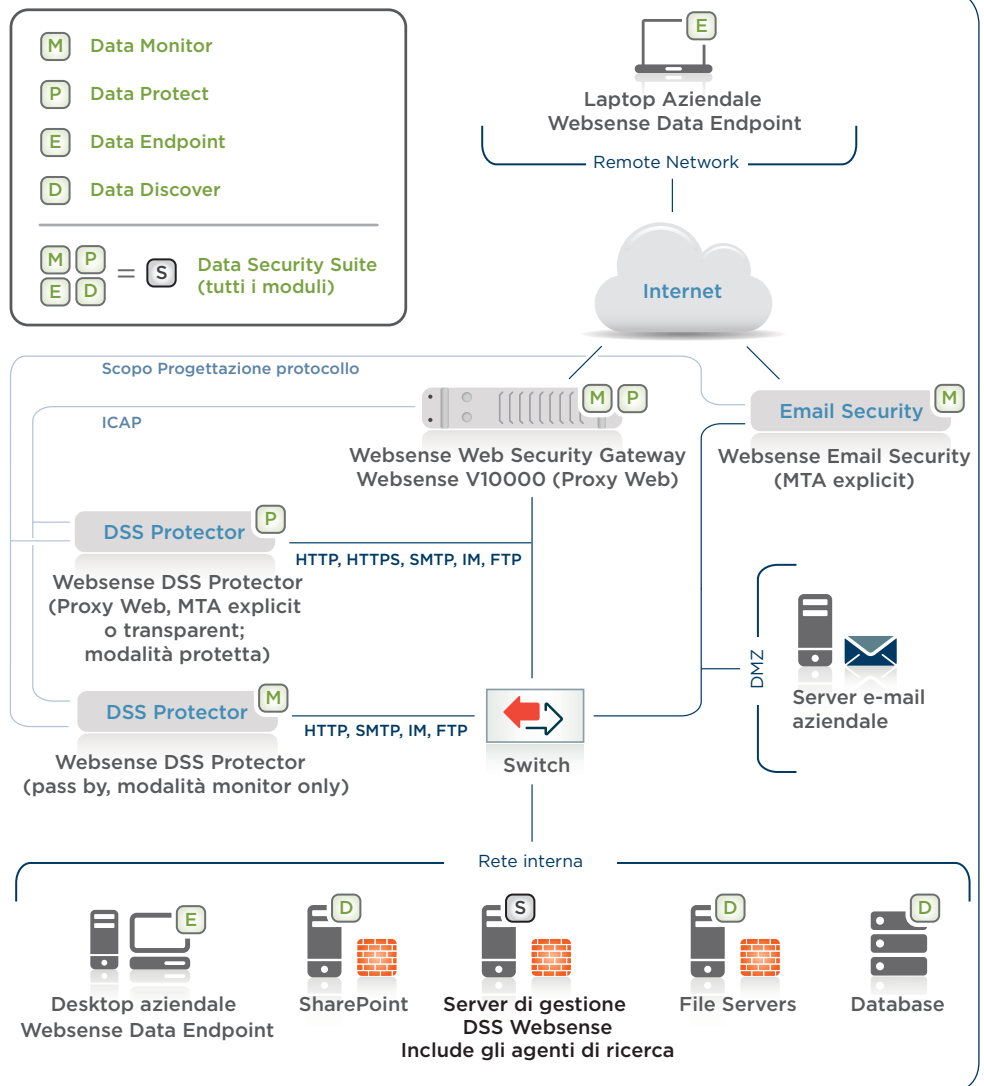 M Data Monitor
P Data Protect
E Data Endpoint
D Data Discover
M P
E D
= S
Data Security Suite
(tutti i moduli)
E
Laptop Aziendale
Websense Data Endpoint
Remote Network
Internet
Scopo Progettazione protocollo
ICAP
M P
Websense Web Security Gateway
Websense V10000 (Proxy Web)
Email Security M
Websense Email Security
(MTA explicit)
DSS Protector P
Websense DSS Protector
(Proxy Web, MTA explicit
o transparent;
modalità protetta)
HTTP, HTTPS, SMTP, IM, FTP
DSS Protector M
Websense DSS Protector
(pass by, modalità monitor only)
HTTP, SMTP, IM, FTP
Switch
DMZ
Server e-mail
aziendale
Rete interna
E
Desktop aziendale
Websense Data Endpoint
D
SharePoint
S
Server di gestione
DSS Websense
Include gli agenti di ricerca
D
File Servers
D
Database